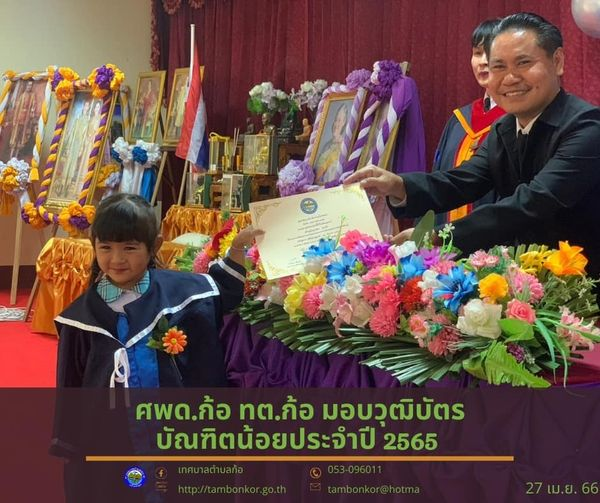 ศพด.ก้อ ทต.ก้อ มอบวุฒิบัตร
บัณฑิตน้อยประจำปี 2565
เทศบาลตำบลก้อ
053-096011
http://tambonkor.go.th
tambonkor@hotma
27 เม.ย. 66